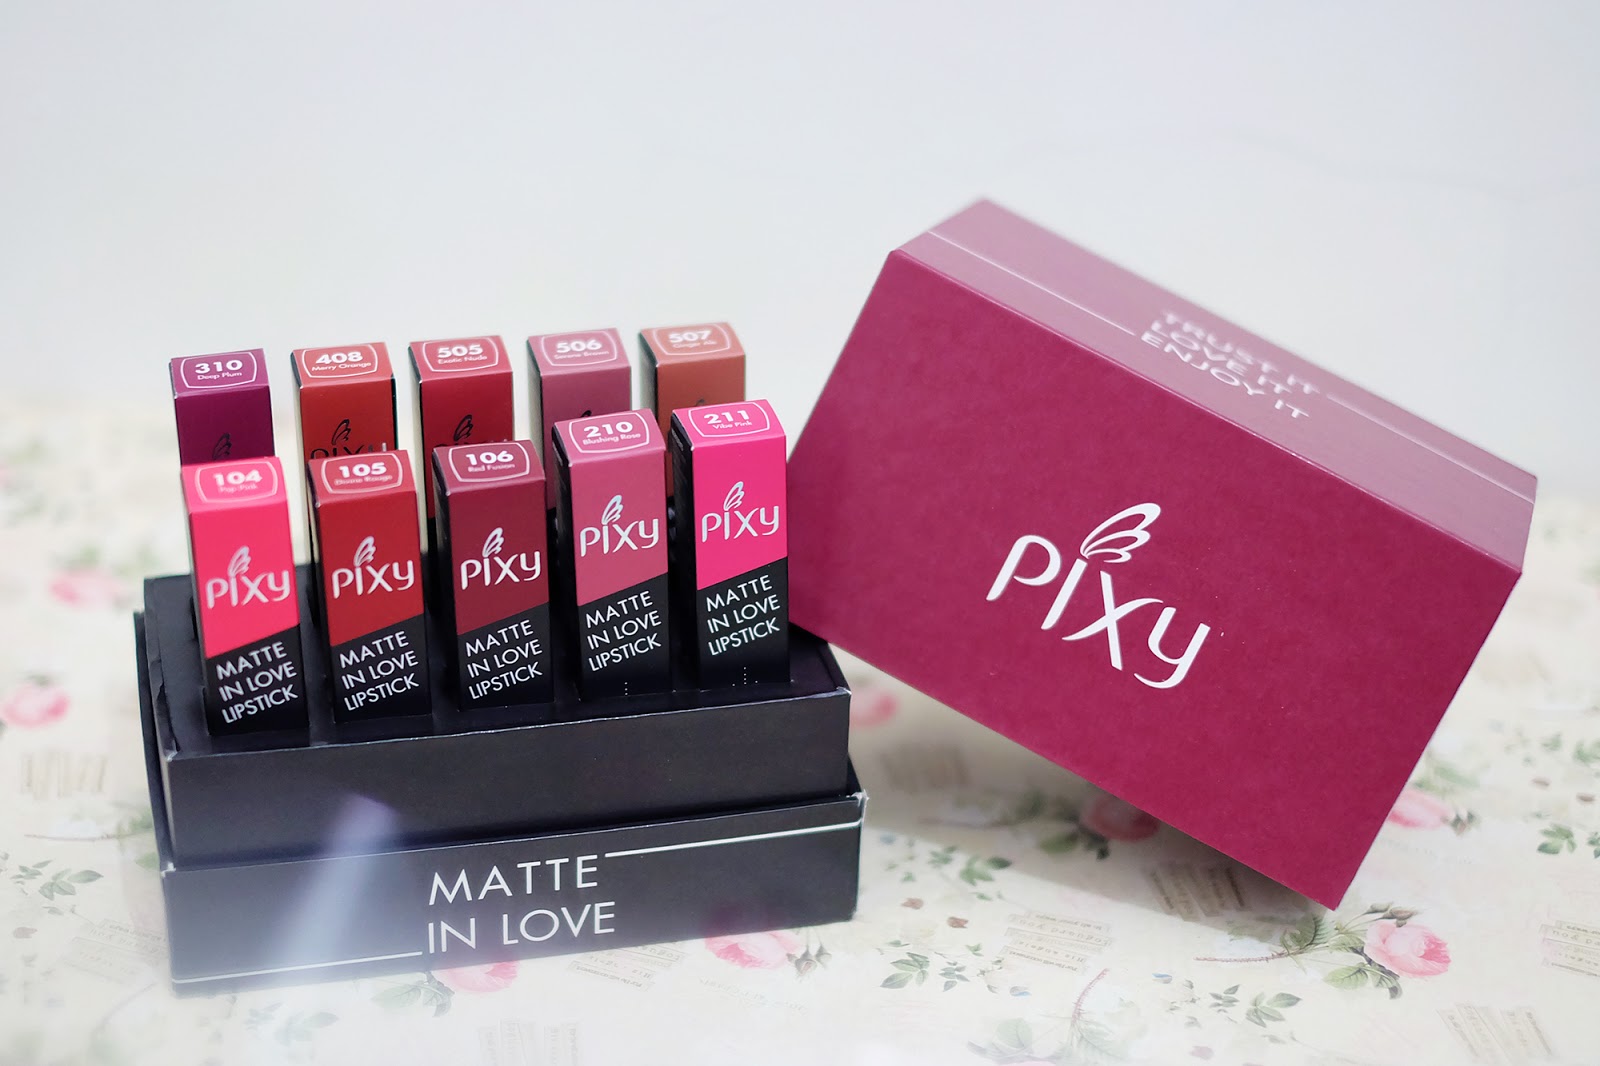 310
Deep Plum
408
Merry Orange
505
Exotic Nude
506
Serene Brown
507
Ginger Ale
PIXY
104
Pop Pink
PIXY
MATTE
IN LOVE
LIPSTICK
105
Divine Rouge
PIXY
MATTE
IN LOVE
LIPSTICK
106
Red Fusion
PIXY
MATTE
IN LOVE
LIPSTICK
210
Blushing Rose
PIXY
MATTE
IN LOVE
LIPSTICK
211
Vibe Pink
PIXY
MATTE
IN LOVE
LIPSTICK
MATTE
IN LOVE
TRUST IT
LOVE IT
ENJOY IT
PIXY